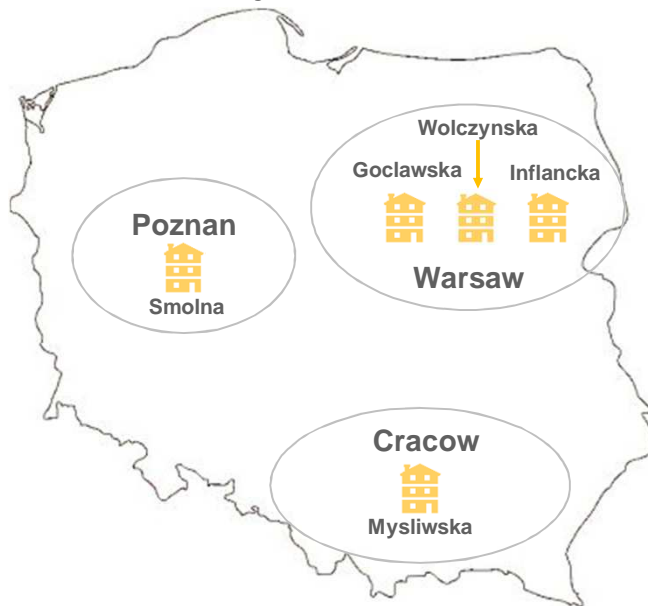 Wolczynska
Goclawska
Inflancka
Warsaw
Poznan
Smolna
Cracow
Mysliwska